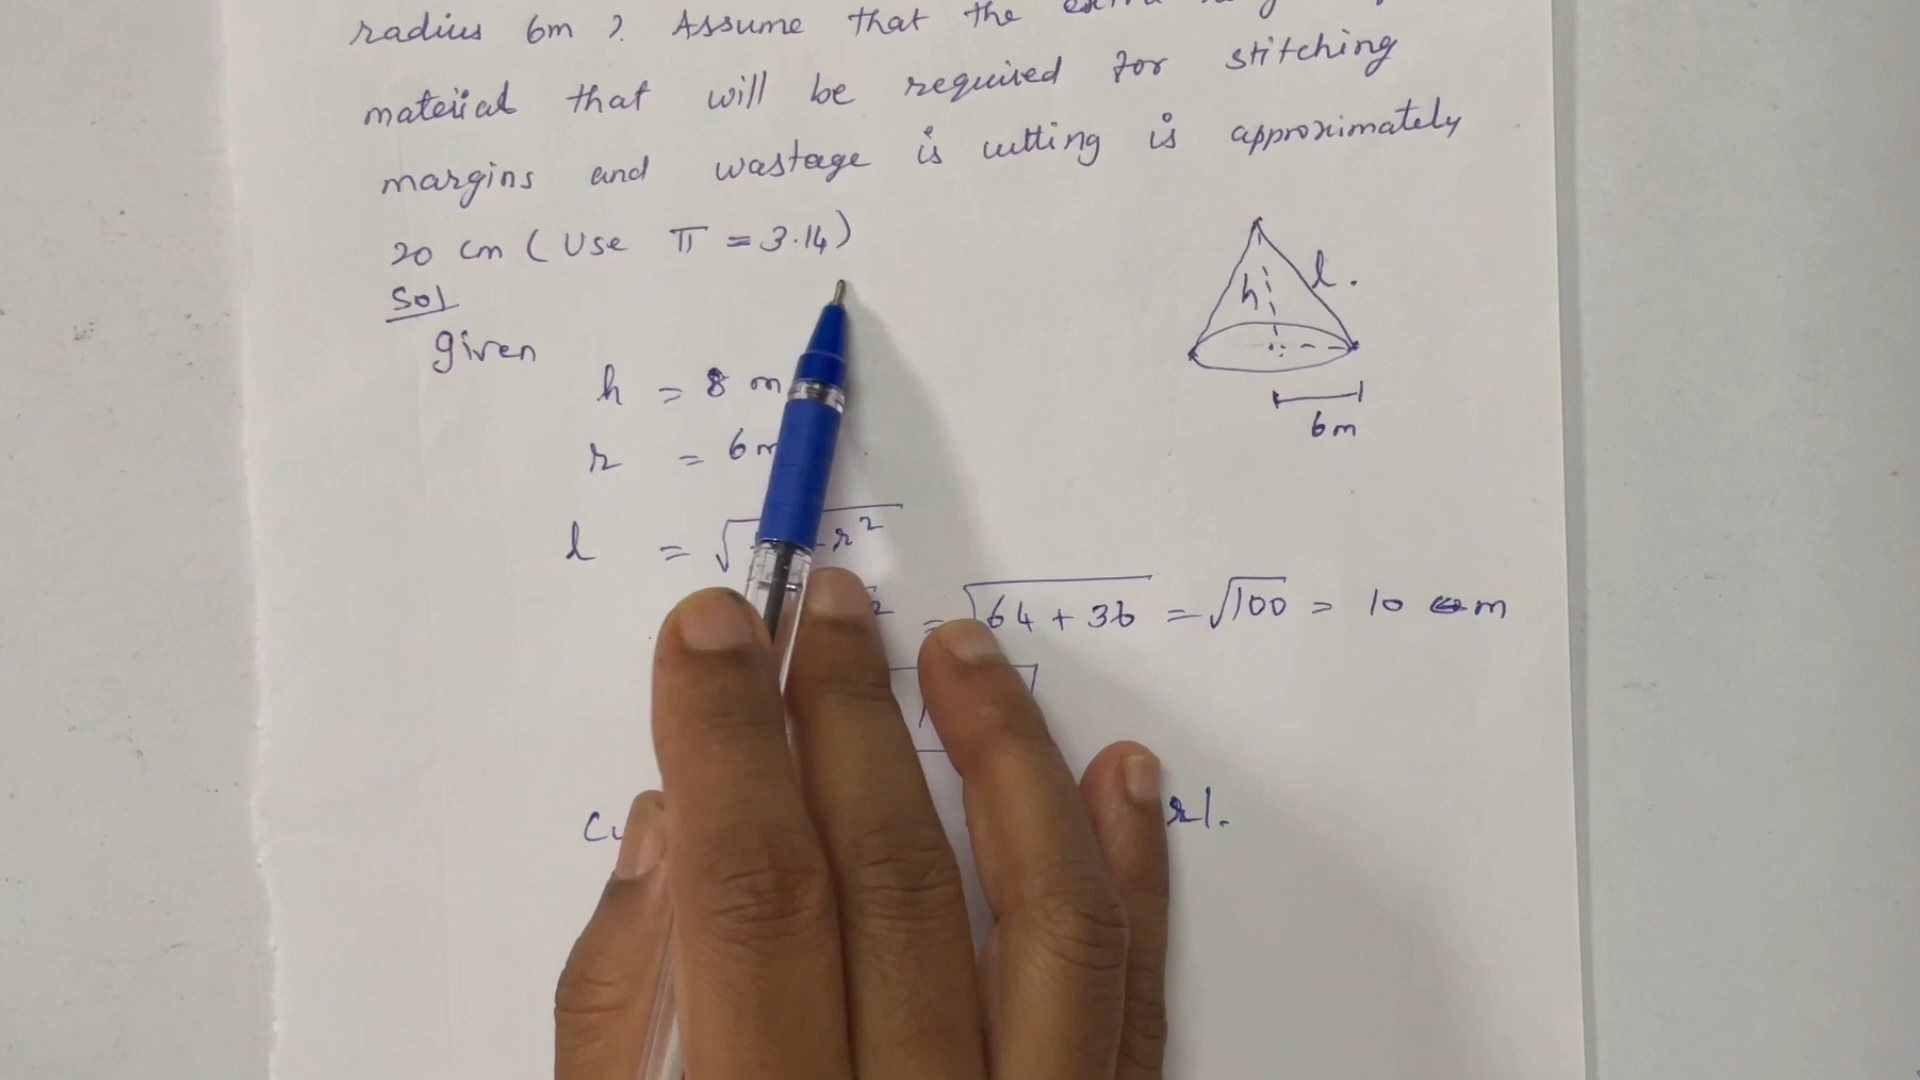 radius 6m ? Assume that the
material that will be required for stitching
margins and wastage is cutting is approximately
20 cm ( Use π = 3.14)
Sol
given
h = 8 m
r = 6m
l = √ r²
= √64 + 36 = √100 = 10 m
rl.
h
l.
6m